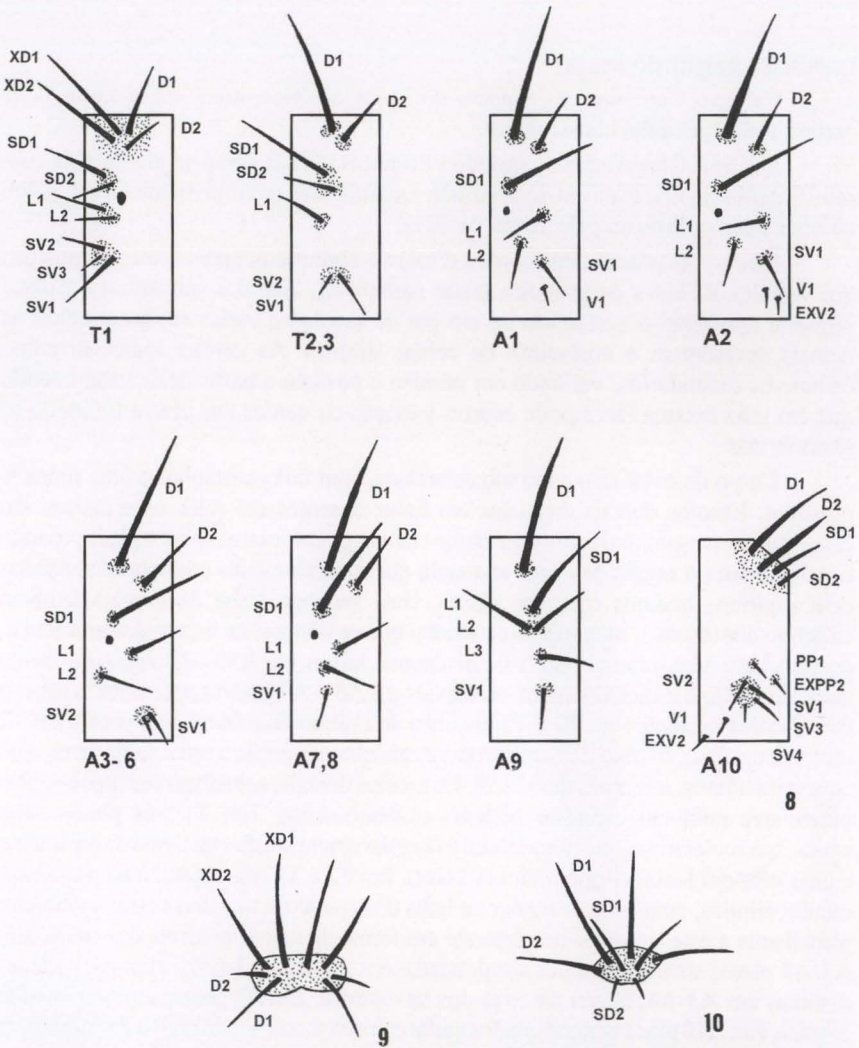 XD1
XD2
D1
D2
SD1
SD2
L1
L2
SV2
SV3
SV1
T1
D1
D2
SD1
SD2
L1
SV2
SV1
T2,3
D1
D2
SD1
L1
L2
SV1
V1
A1
D1
D2
SD1
L1
L2
SV1
V1
EXV2
A2
D1
D2
SD1
L1
L2
SV2
SV1
A3-6
D1
D2
SD1
L1
L2
SV1
A7,8
D1
SD1
L1
L2
L3
SV1
A9
D1
D2
SD1
SD2
PP1
EXPP2
SV2
SV1
SV3
V1
EXV2
SV4
A10
8
XD1
XD2
D2
D1
9
D1
SD1
D2
SD2
10